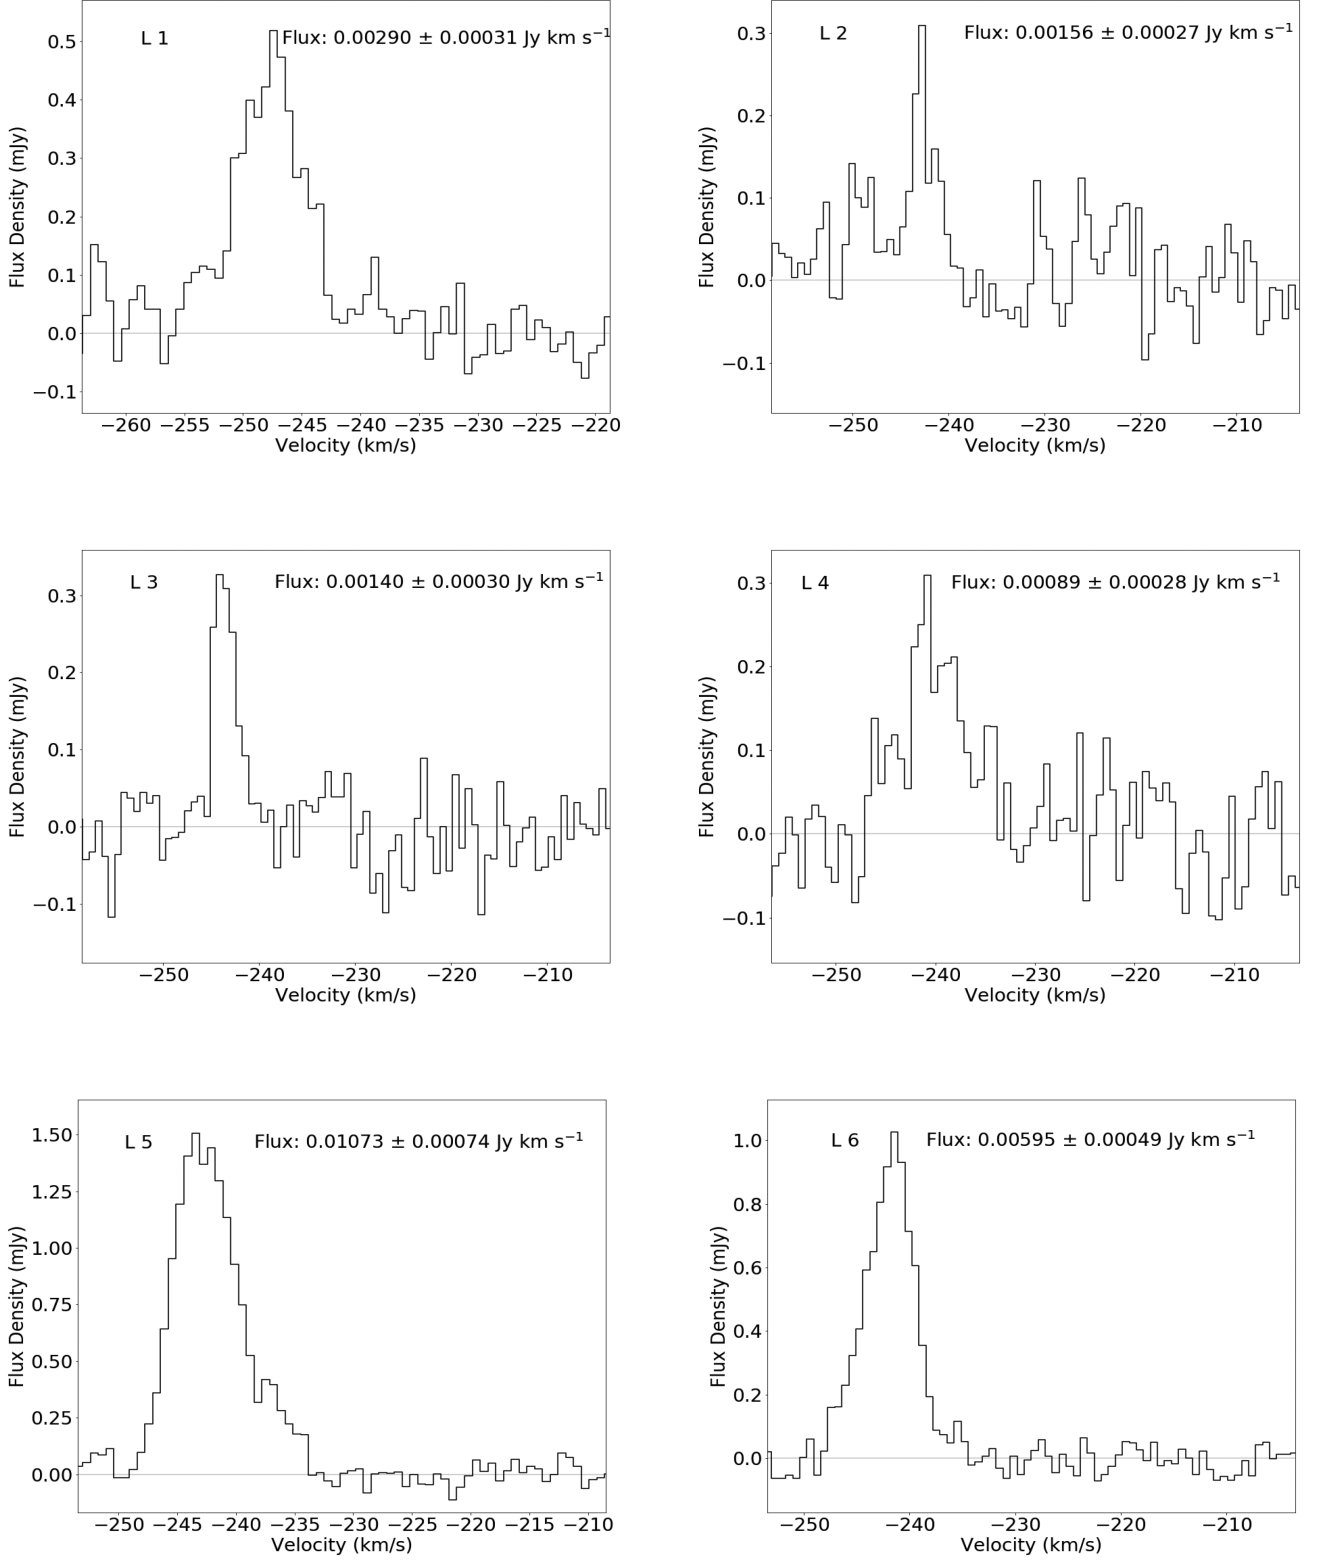 L 1 Flux: 0.00290 ± 0.00031 Jy km s⁻¹
0.5
0.4
0.3
0.2
0.1
0.0
−0.1
Flux Density (mJy)
−260 −255 −250 −245 −240 −235 −230 −225 −220
Velocity (km/s)
L 2 Flux: 0.00156 ± 0.00027 Jy km s⁻¹
0.3
0.2
0.1
0.0
−0.1
Flux Density (mJy)
−250 −240 −230 −220 −210
Velocity (km/s)
L 3 Flux: 0.00140 ± 0.00030 Jy km s⁻¹
0.3
0.2
0.1
0.0
−0.1
Flux Density (mJy)
−250 −240 −230 −220 −210
Velocity (km/s)
L 4 Flux: 0.00089 ± 0.00028 Jy km s⁻¹
0.3
0.2
0.1
0.0
−0.1
Flux Density (mJy)
−250 −240 −230 −220 −210
Velocity (km/s)
L 5 Flux: 0.01073 ± 0.00074 Jy km s⁻¹
1.50
1.25
1.00
0.75
0.50
0.25
0.00
Flux Density (mJy)
−250 −245 −240 −235 −230 −225 −220 −215 −210
Velocity (km/s)
L 6 Flux: 0.00595 ± 0.00049 Jy km s⁻¹
1.0
0.8
0.6
0.4
0.2
0.0
Flux Density (mJy)
−250 −240 −230 −220 −210
Velocity (km/s)